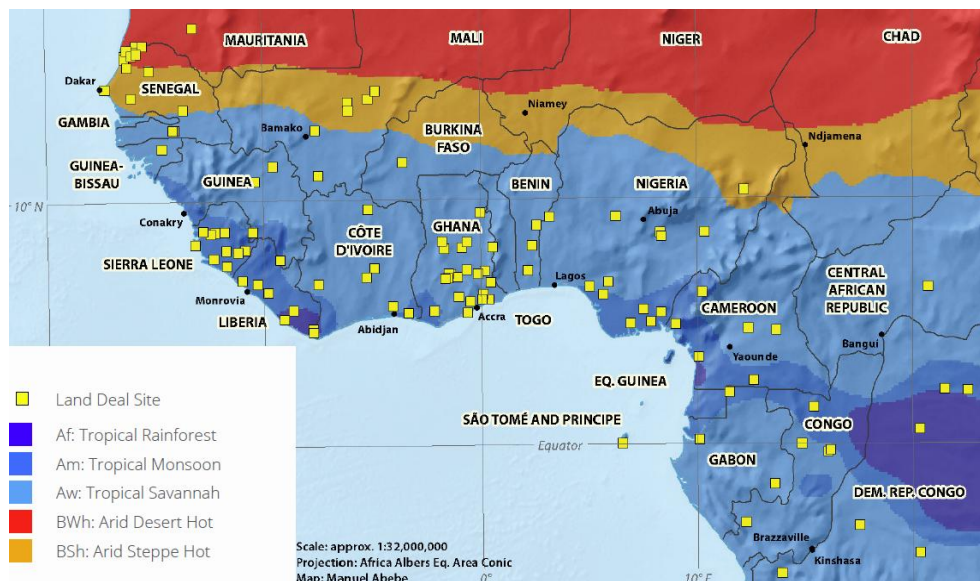 MAURITANIA
MALI
NIGER
CHAD
Dakar
SENEGAL
Niamey
GAMBIA
Bamako
BURKINA
FASO
Ndjamena
GUINEA-
BISSAU
GUINEA
BENIN
NIGERIA
10° N
Conakry
GHANA
Abuja
CÔTE
D'IVOIRE
SIERRA LEONE
Lagos
CENTRAL
AFRICAN
REPUBLIC
Monrovia
LIBERIA
Abidjan
Accra
TOGO
CAMEROON
Bangui
Yaounde
EQ. GUINEA
SÃO TOMÉ AND PRINCIPE
CONGO
Equator
GABON
DEM. REP. CONGO
Brazzaville
Kinshasa
Land Deal Site
Af: Tropical Rainforest
Am: Tropical Monsoon
Aw: Tropical Savannah
BWh: Arid Desert Hot
BSh: Arid Steppe Hot
Scale: approx. 1:32,000,000
Projection: Africa Albers Eq. Area Conic
Map: Manuel Abebe
0°
10° E